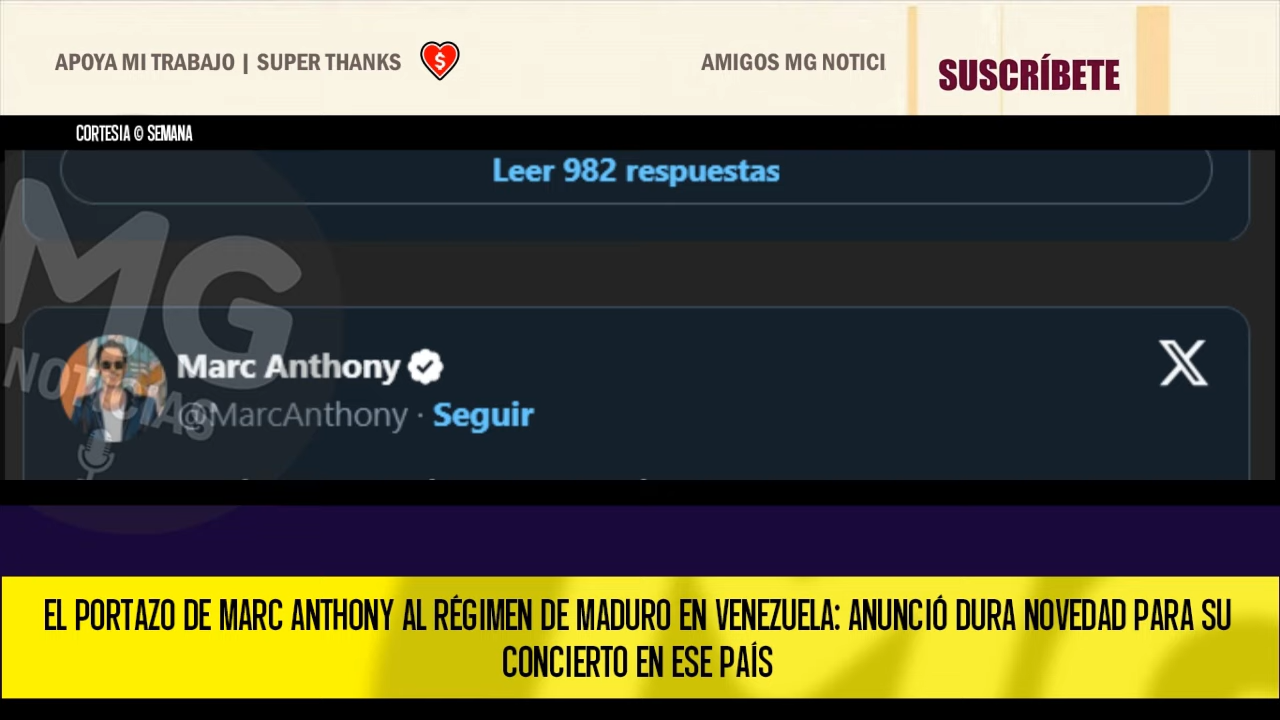 APOYA MI TRABAJO | SUPER THANKS
AMIGOS MG NOTICI
SUSCRÍBETE
CORTESIA © SEMANA
Leer 982 respuestas
MG
NOTICIAS
Marc Anthony
@MarcAnthony · Seguir
EL PORTAZO DE MARC ANTHONY AL RÉGIMEN DE MADURO EN VENEZUELA: ANUNCIÓ DURA NOVEDAD PARA SU
CONCIERTO EN ESE PAÍS